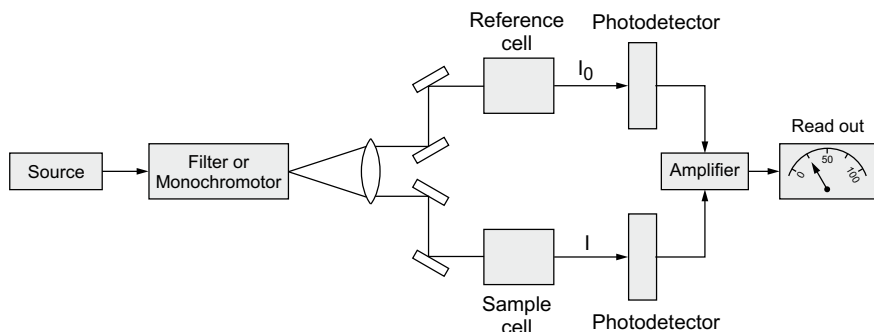 Reference
cell
Photodetector
I0
Read out
0
50
100
Source
Filter or
Monochromotor
Amplifier
I
Sample
cell
Photodetector